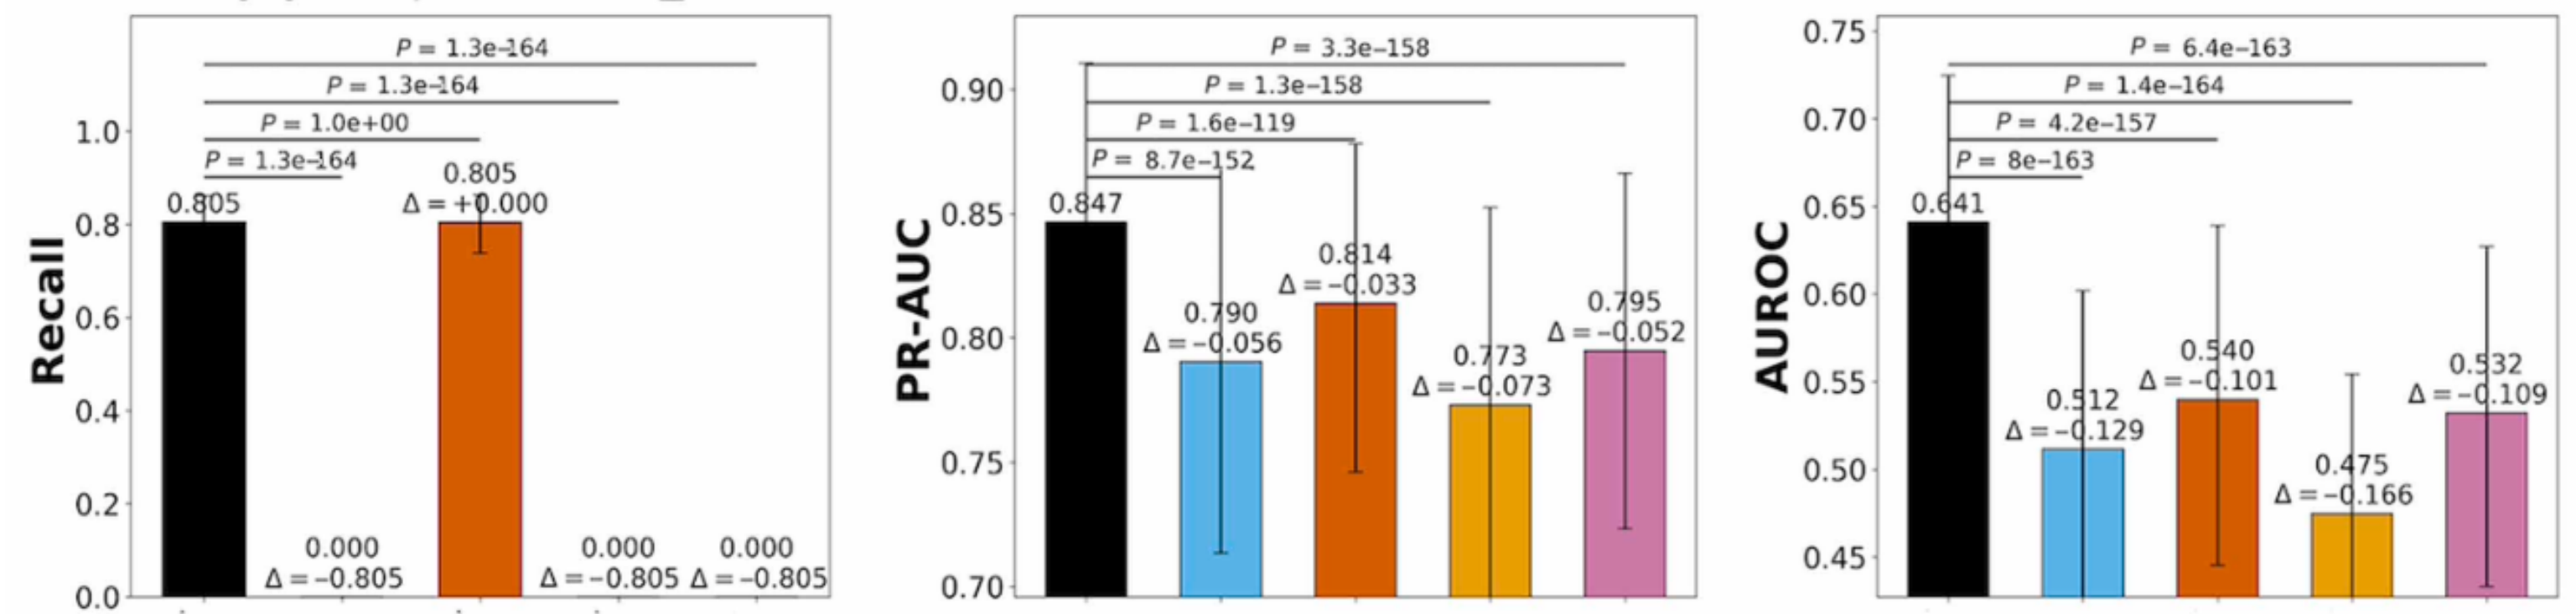 P = 1.3e–164
P = 1.3e–164
P = 1.0e+00
P = 1.3e–164
0.805
0.805
Δ = +0.000
0.000
Δ = –0.805
0.000
Δ = –0.805
0.000
Δ = –0.805
Recall
1.0
0.8
0.6
0.4
0.2
0.0
P = 3.3e–158
P = 1.3e–158
P = 1.6e–119
P = 8.7e–152
0.847
0.790
Δ = –0.056
0.814
Δ = –0.033
0.773
Δ = –0.073
0.795
Δ = –0.052
PR-AUC
0.90
0.85
0.80
0.75
0.70
P = 6.4e–163
P = 1.4e–164
P = 4.2e–157
P = 8e–163
0.641
0.512
Δ = –0.129
0.540
Δ = –0.101
0.475
Δ = –0.166
0.532
Δ = –0.109
AUROC
0.75
0.70
0.65
0.60
0.55
0.50
0.45